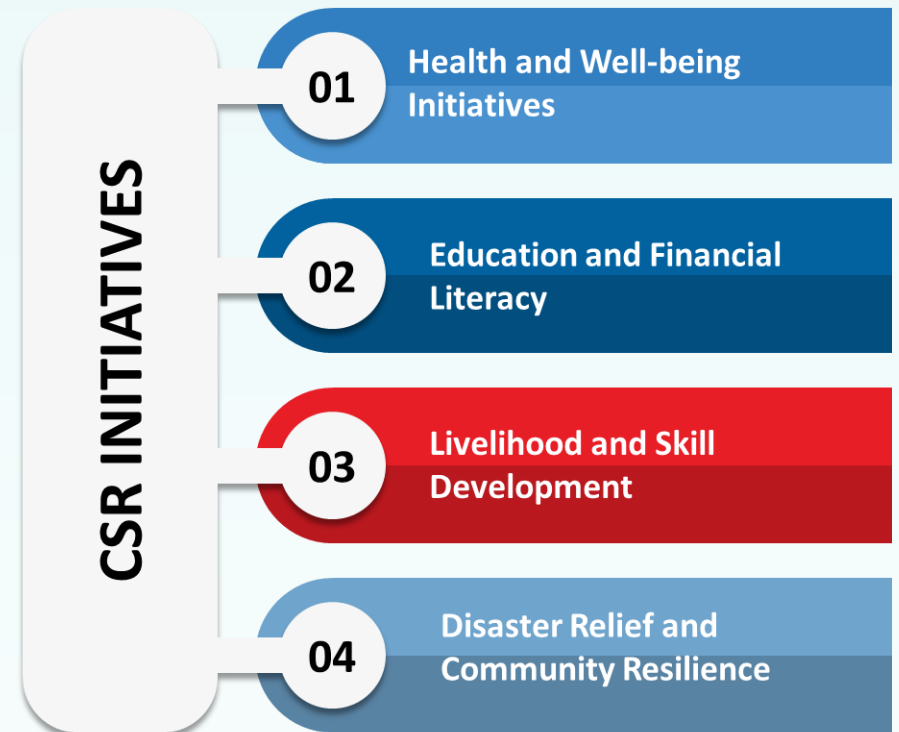 CSR INITIATIVES
01
Health and Well-being
Initiatives
02
Education and Financial
Literacy
03
Livelihood and Skill
Development
04
Disaster Relief and
Community Resilience